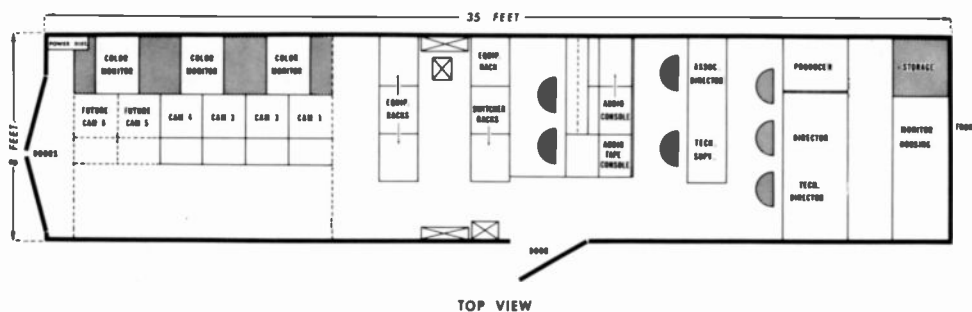 35 FEET
8 FEET
POWER DIST.
COLOR
MONITOR
COLOR
MONITOR
COLOR
MONITOR
FUTURE
CAM 6
FUTURE
CAM 5
CAM 4
CAM 3
CAM 2
CAM 1
DOORS
EQUIP.
RACKS
EQUIP.
RACK
SWITCHER
RACKS
AUDIO
CONSOLE
AUDIO
TAPE
CONSOLE
ASSOC.
DIRECTOR
TECH.
SUPV.
PRODUCER
DIRECTOR
TECH.
DIRECTOR
STORAGE
MONITOR
HOUSING
DOOR
TOP VIEW